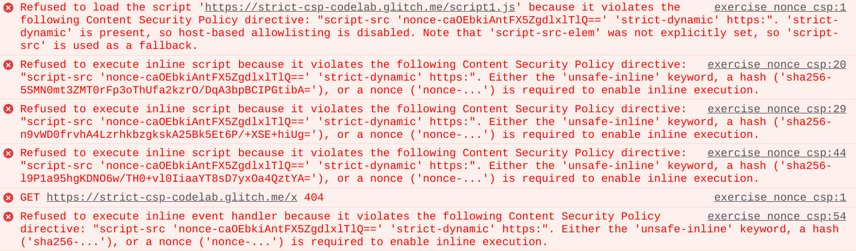 Refused to load the script 'https://strict-csp-codelab.glitch.me/script1.js' because it violates the exercise nonce csp:1
following Content Security Policy directive: "script-src 'nonce-caOEbkiAntFX5ZgdlxlTlQ==' 'strict-dynamic' https:". 'strict-
dynamic' is present, so host-based allowlisting is disabled. Note that 'script-src-elem' was not explicitly set, so 'script-
src' is used as a fallback.
Refused to execute inline script because it violates the following Content Security Policy directive: exercise nonce csp:20
"script-src 'nonce-caOEbkiAntFX5ZgdlxlTlQ==' 'strict-dynamic' https:". Either the 'unsafe-inline' keyword, a hash ('sha256-
5SMN0mt3ZMT0rFp3oThUfa2kzrO/DqA3bpBCIPGtibA='), or a nonce ('nonce-...') is required to enable inline execution.
Refused to execute inline script because it violates the following Content Security Policy directive: exercise nonce csp:29
"script-src 'nonce-caOEbkiAntFX5ZgdlxlTlQ==' 'strict-dynamic' https:". Either the 'unsafe-inline' keyword, a hash ('sha256-
n9vWD0frvhA4LzrhkbzgkskA25Bk5Et6P/+XSE+hiUg='), or a nonce ('nonce-...') is required to enable inline execution.
Refused to execute inline script because it violates the following Content Security Policy directive: exercise nonce csp:44
"script-src 'nonce-caOEbkiAntFX5ZgdlxlTlQ==' 'strict-dynamic' https:". Either the 'unsafe-inline' keyword, a hash ('sha256-
l9P1a95hgKDNO6w/TH0+vl0IiaaYT8sD7yxOa4QztYA='), or a nonce ('nonce-...') is required to enable inline execution.
GET https://strict-csp-codelab.glitch.me/x 404 exercise nonce csp:1
Refused to execute inline event handler because it violates the following Content Security Policy exercise nonce csp:54
directive: "script-src 'nonce-caOEbkiAntFX5ZgdlxlTlQ==' 'strict-dynamic' https:". Either the 'unsafe-inline' keyword, a hash
('sha256-...'), or a nonce ('nonce-...') is required to enable inline execution.